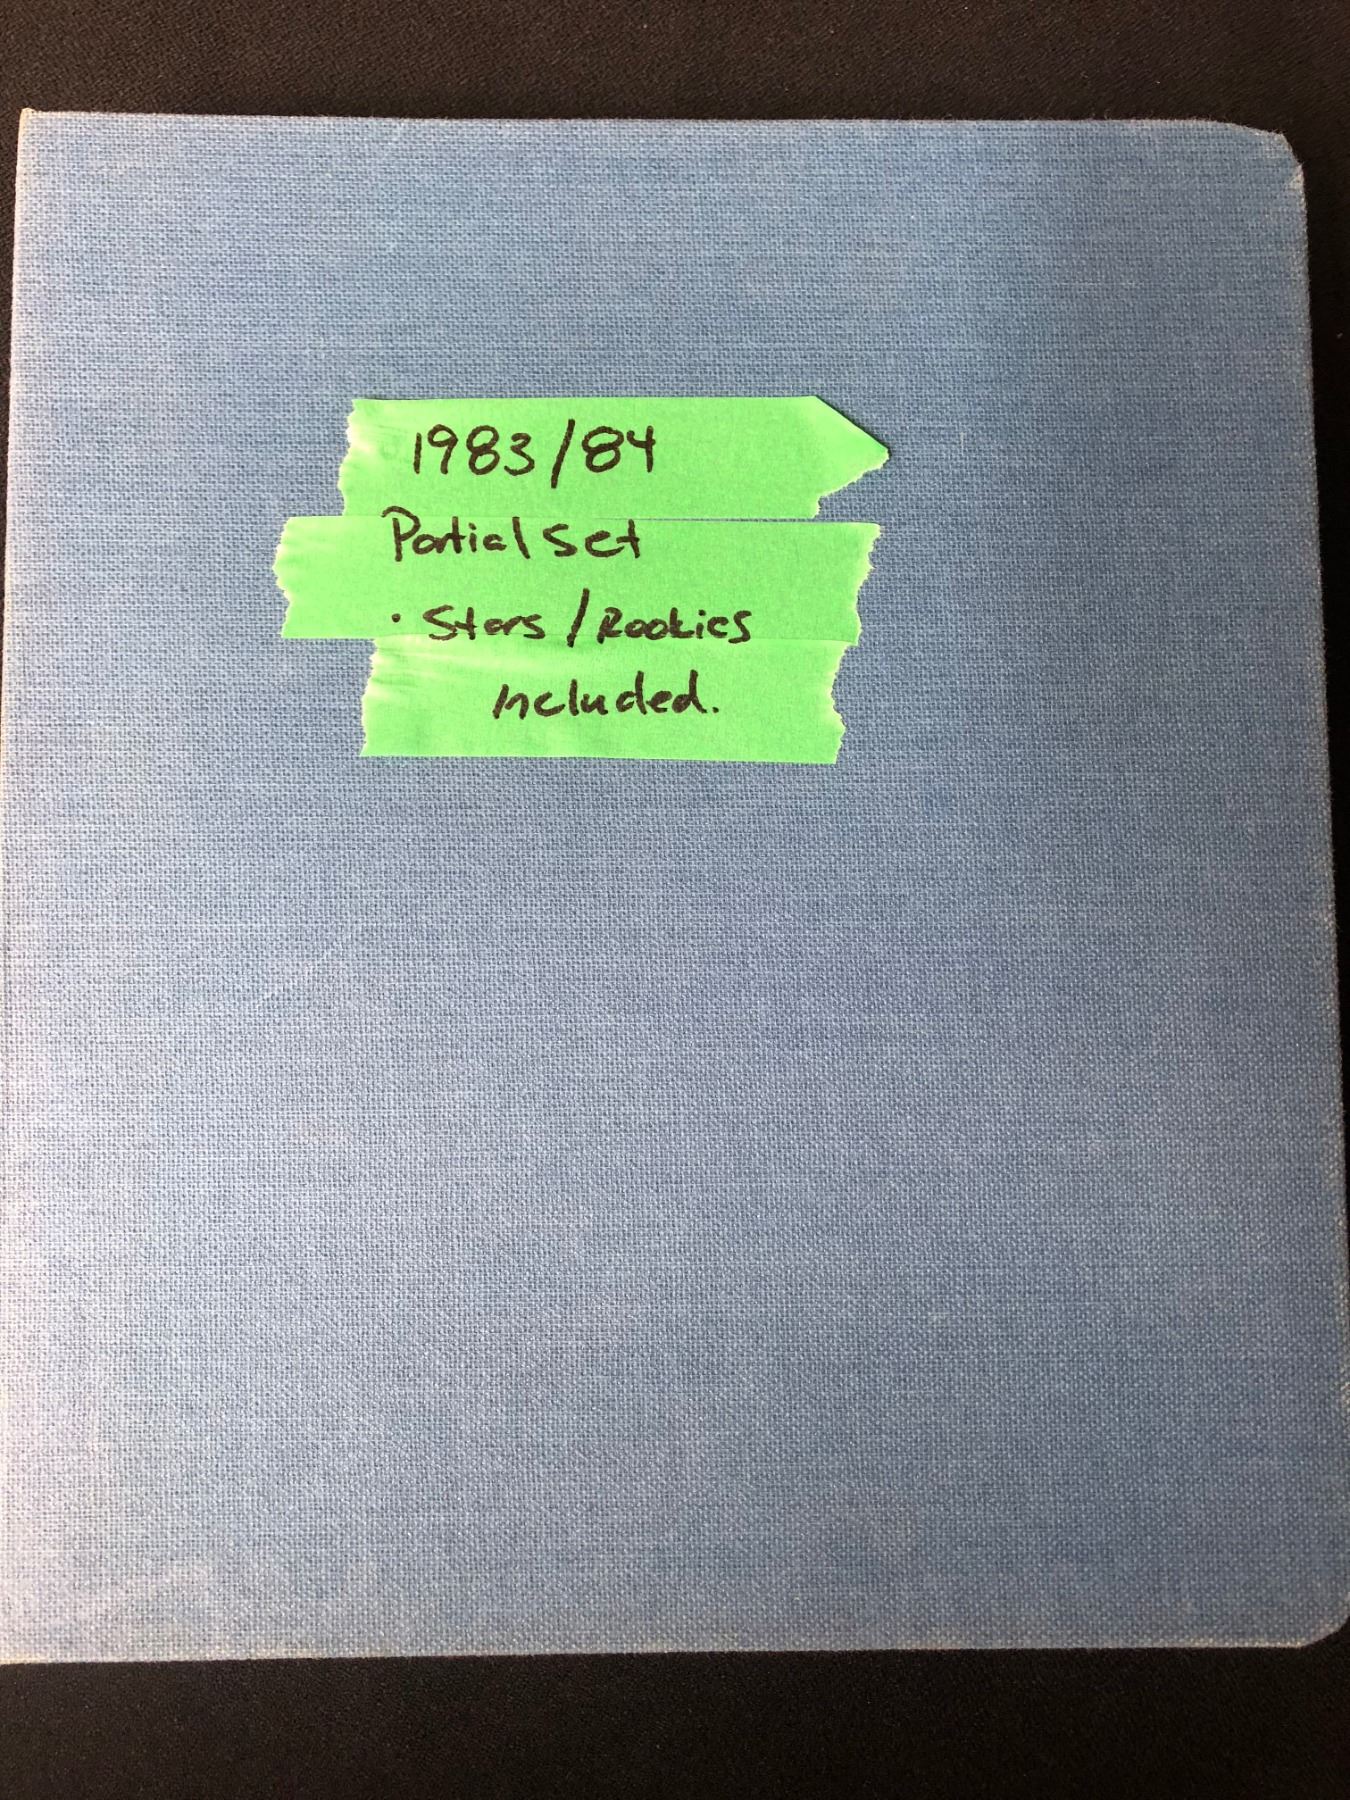 1983/84
Partial Set
• Stars/Rookies
Included.